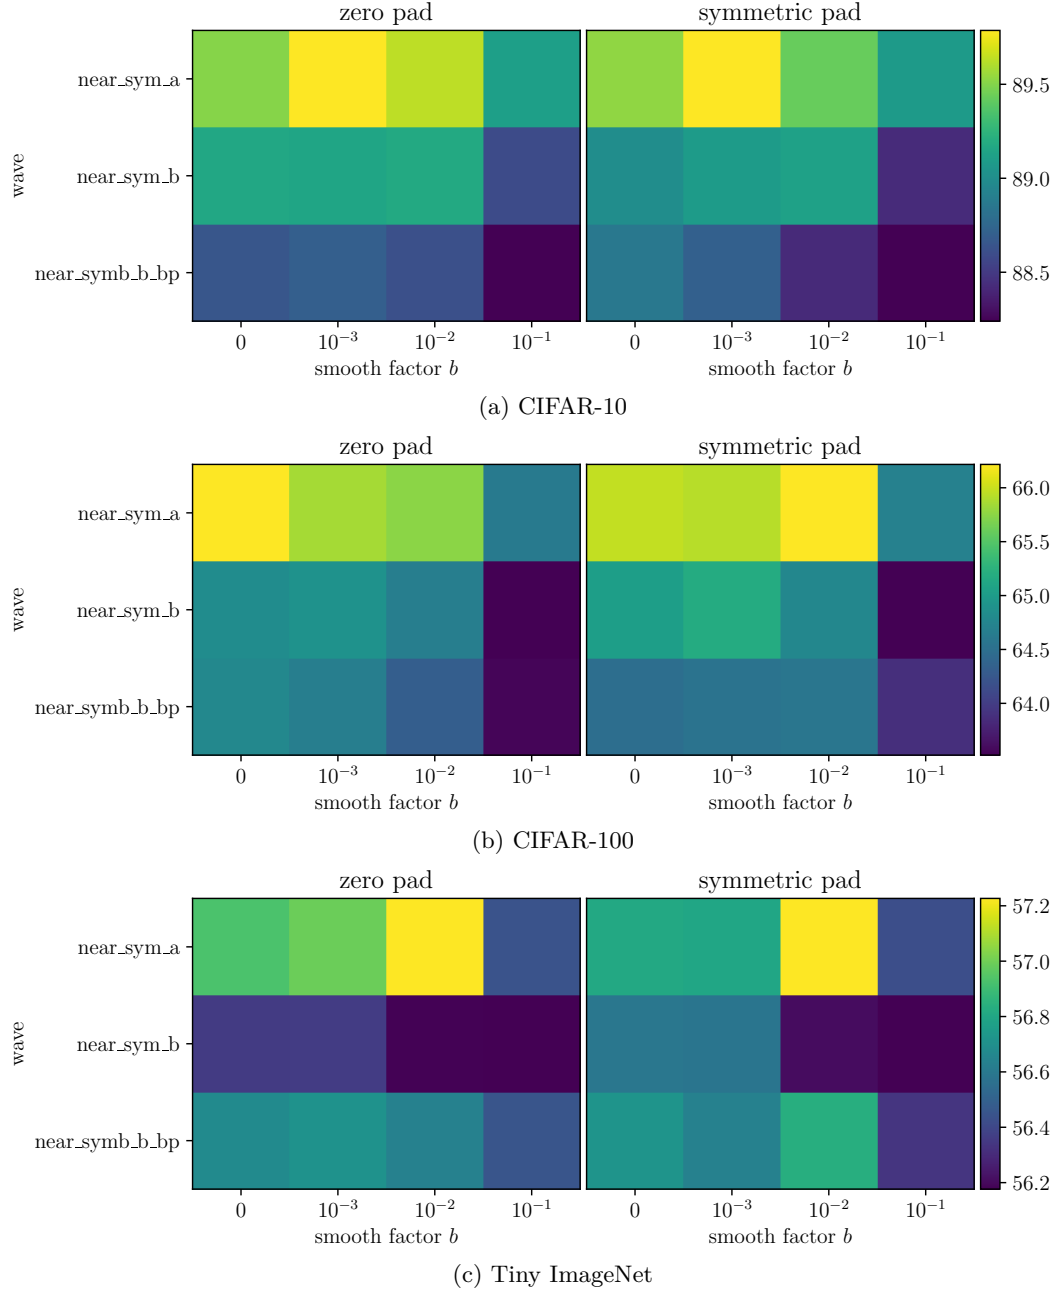 zero pad symmetric pad
near_sym_a
near_sym_b
near_symb_b_bp
wave
0 10⁻³ 10⁻² 10⁻¹ 0 10⁻³ 10⁻² 10⁻¹
smooth factor b smooth factor b
89.5
89.0
88.5
(a) CIFAR-10
zero pad symmetric pad
near_sym_a
near_sym_b
near_symb_b_bp
wave
0 10⁻³ 10⁻² 10⁻¹ 0 10⁻³ 10⁻² 10⁻¹
smooth factor b smooth factor b
66.0
65.5
65.0
64.5
64.0
(b) CIFAR-100
zero pad symmetric pad
near_sym_a
near_sym_b
near_symb_b_bp
wave
0 10⁻³ 10⁻² 10⁻¹ 0 10⁻³ 10⁻² 10⁻¹
smooth factor b smooth factor b
57.2
57.0
56.8
56.6
56.4
56.2
(c) Tiny ImageNet